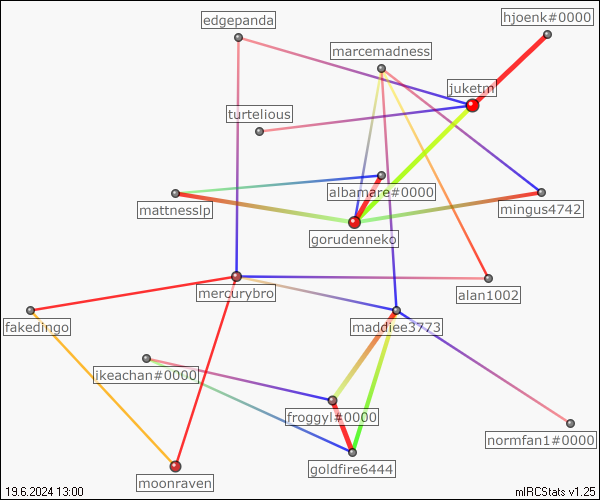 edgepanda
hjoenk#0000
marcemadness
juketm
turtelious
albamare#0000
mattnesslp
mingus4742
gorudenneko
mercurybro
alan1002
fakedingo
maddiee3773
ikeachan#0000
froggyl#0000
normfan1#0000
goldfire6444
moonraven
19.6.2024 13:00
mIRCStats v1.25